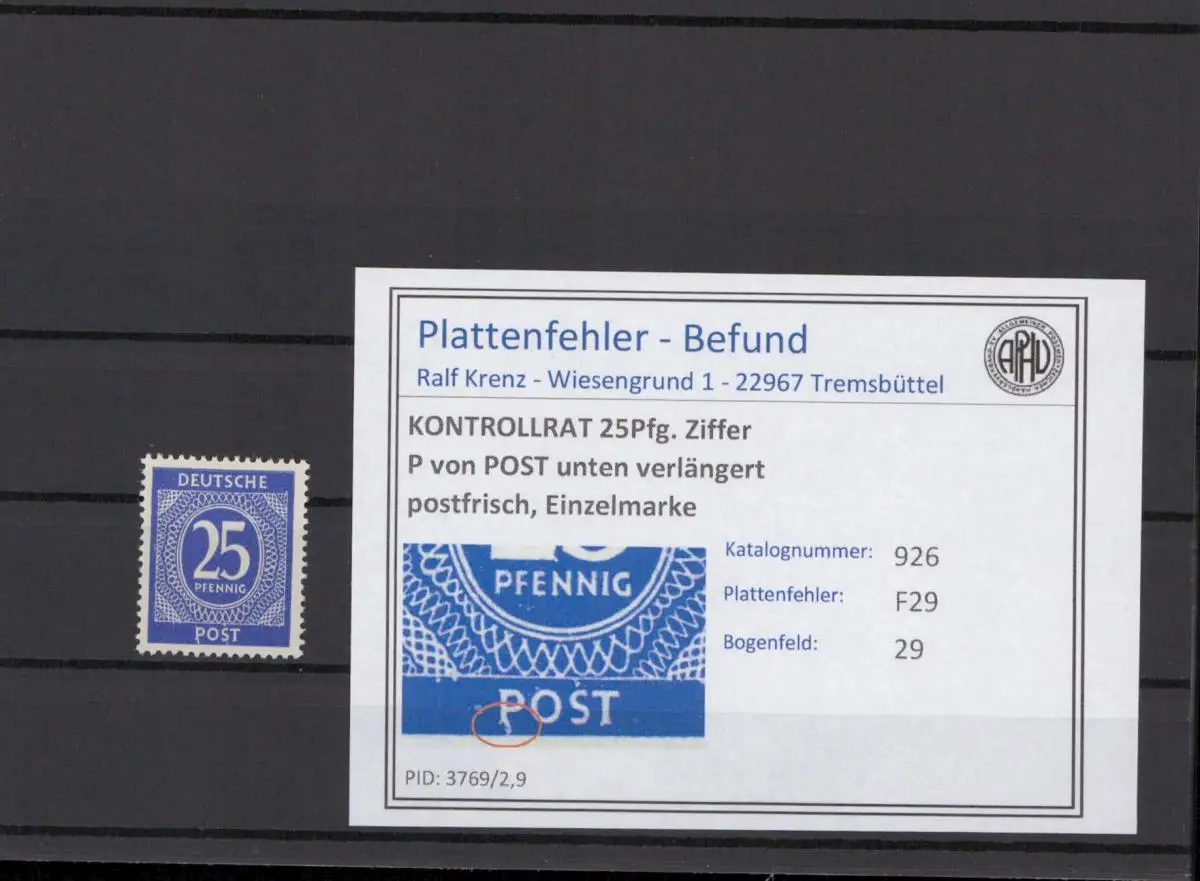 DEUTSCHE
25
PFENNIG
POST
Plattenfehler - Befund
Ralf Krenz - Wiesengrund 1 - 22967 Tremsbüttel
APHV
KONTROLLRAT 25Pfg. Ziffer
P von POST unten verlängert
postfrisch, Einzelmarke
PFENNIG
POST
Katalognummer: 926
Plattenfehler: F29
Bogenfeld: 29
PID: 3769/2,9